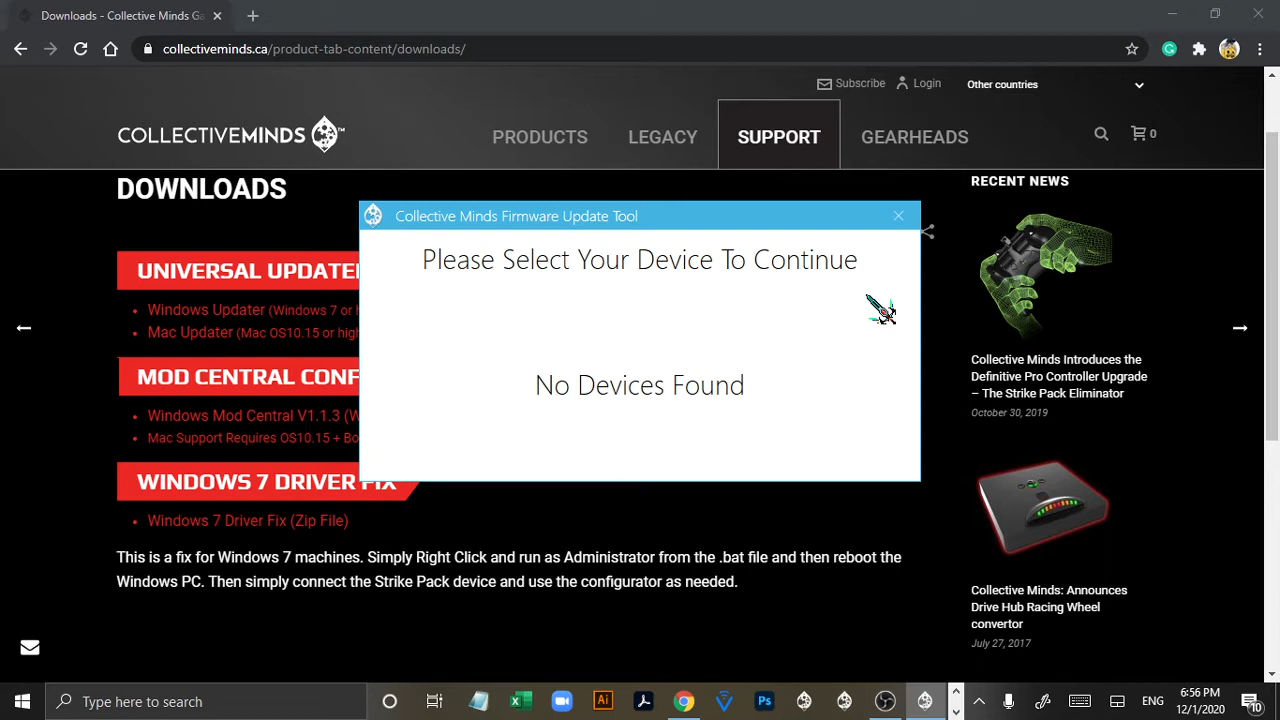 Downloads - Collective Minds Ga
collectiveminds.ca/product-tab-content/downloads/
Subscribe
Login
Other countries
COLLECTIVEMINDS
PRODUCTS
LEGACY
SUPPORT
GEARHEADS
0
DOWNLOADS
RECENT NEWS
Collective Minds Firmware Update Tool
Please Select Your Device To Continue
No Devices Found
UNIVERSAL UPDATE
Windows Updater (Windows 7 or
Mac Updater (Mac OS10.15 or high
MOD CENTRAL CONF
Windows Mod Central V1.1.3 (W
Mac Support Requires OS10.15 + Bo
WINDOWS 7 DRIVER FIX
Windows 7 Driver Fix (Zip File)
This is a fix for Windows 7 machines. Simply Right Click and run as Administrator from the .bat file and then reboot the
Windows PC. Then simply connect the Strike Pack device and use the configurator as needed.
Collective Minds Introduces the
Definitive Pro Controller Upgrade
– The Strike Pack Eliminator
October 30, 2019
Collective Minds: Announces
Drive Hub Racing Wheel
convertor
July 27, 2017
Type here to search
Ai
Ps
ENG
6:56 PM
12/1/2020
10